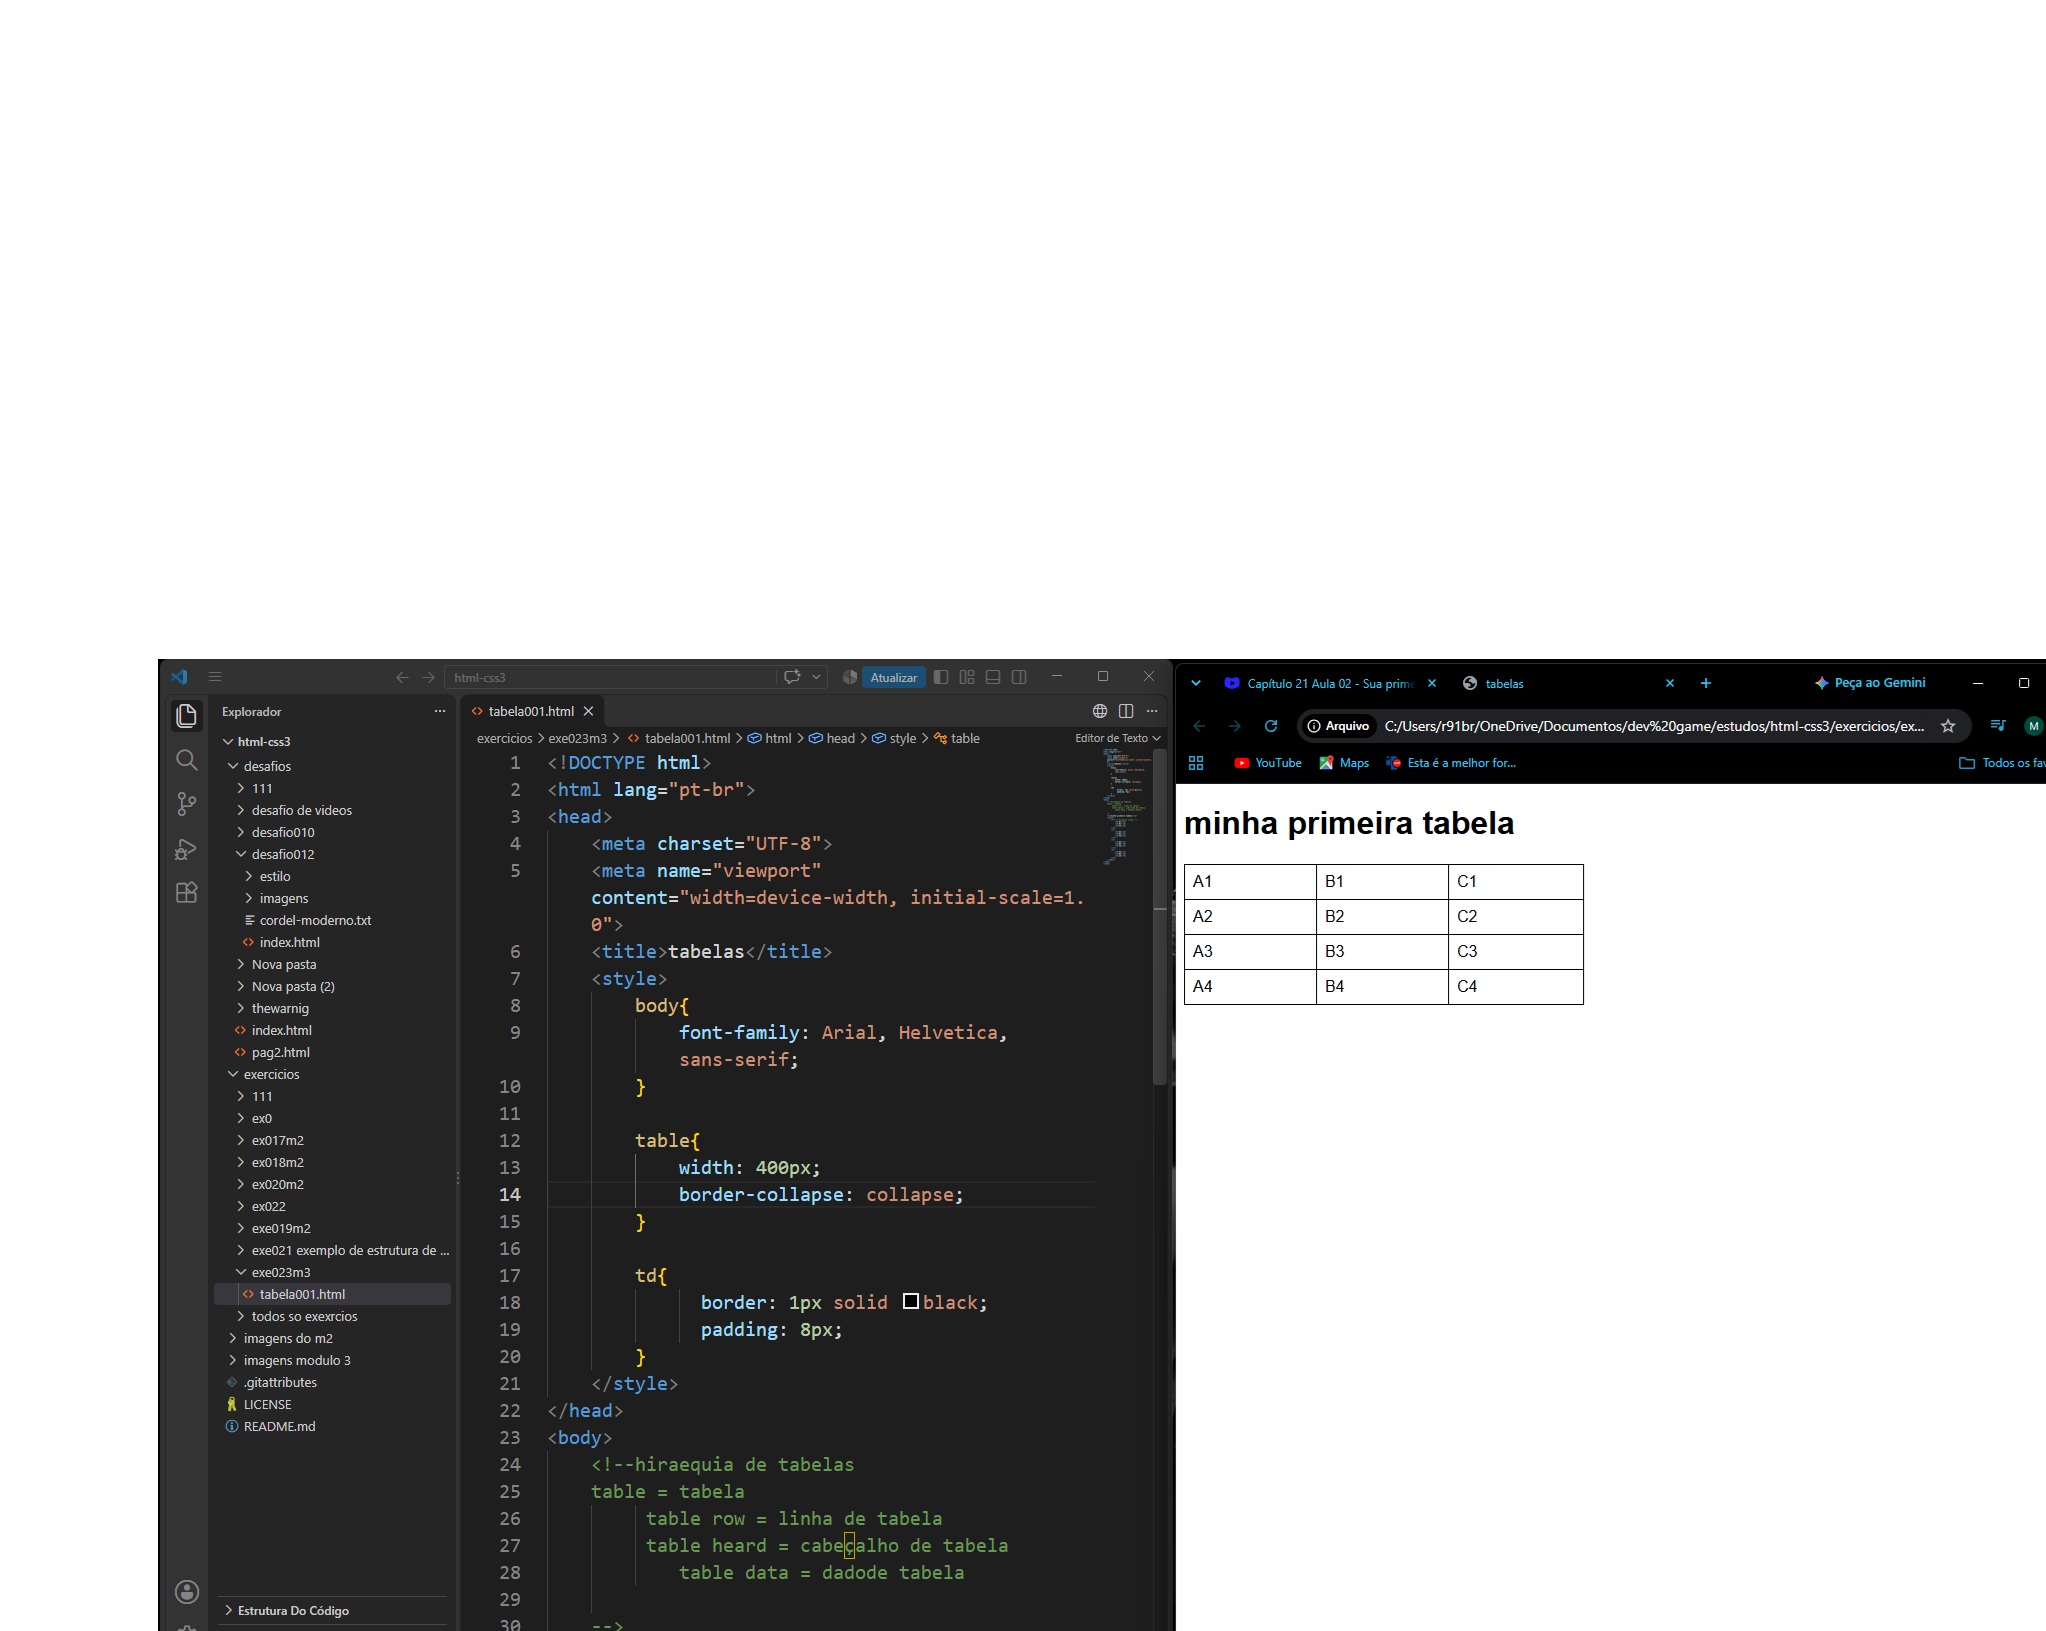 html-css3
Atualizar
Explorador
html-css3
desafios
111
desafio de videos
desafio010
desafio012
estilo
imagens
cordel-moderno.txt
index.html
Nova pasta
Nova pasta (2)
thewarnig
index.html
pag2.html
exercicios
111
ex0
ex017m2
ex018m2
ex020m2
ex022
exe019m2
exe021 exemplo de estrutura de ...
exe023m3
tabela001.html
todos so exexrcios
imagens do m2
imagens modulo 3
.gitattributes
LICENSE
README.md
Estrutura Do Código
tabela001.html
exercicios > exe023m3 > tabela001.html > html > head > style > table
Editor de Texto
1 <!DOCTYPE html>
2 <html lang="pt-br">
3 <head>
4 <meta charset="UTF-8">
5 <meta name="viewport"
content="width=device-width, initial-scale=1.
0">
6 <title>tabelas</title>
7 <style>
8 body{
9 font-family: Arial, Helvetica,
sans-serif;
10 }
11
12 table{
13 width: 400px;
14 border-collapse: collapse;
15 }
16
17 td{
18 border: 1px solid black;
19 padding: 8px;
20 }
21 </style>
22 </head>
23 <body>
24 <!--hiraequia de tabelas
25 table = tabela
26 table row = linha de tabela
27 table heard = cabeçalho de tabela
28 table data = dadode tabela
29
30 -->
Capítulo 21 Aula 02 - Sua prime
tabelas
Peça ao Gemini
Arquivo C:/Users/r91br/OneDrive/Documentos/dev%20game/estudos/html-css3/exercicios/ex...
M
YouTube Maps Esta é a melhor for...
Todos os fav
minha primeira tabela
A1 B1 C1
A2 B2 C2
A3 B3 C3
A4 B4 C4